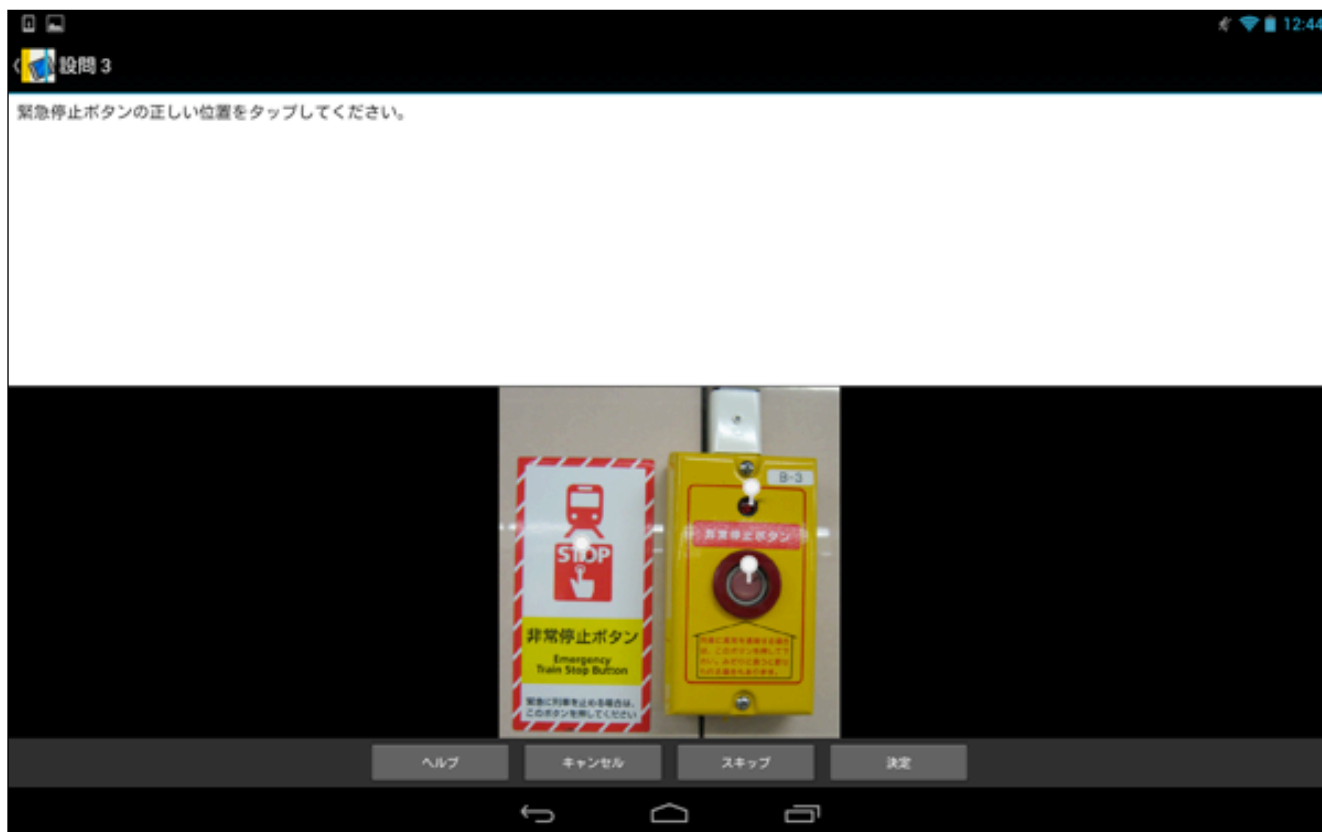 12:44
設問 3
緊急停止ボタンの正しい位置をタップしてください。
B-3
非常停止ボタン
STOP
非常停止ボタン
Emergency
Train Stop Button
緊急に列車を止める場合は、
このボタンを押してください
ヘルプ
キャンセル
スキップ
決定